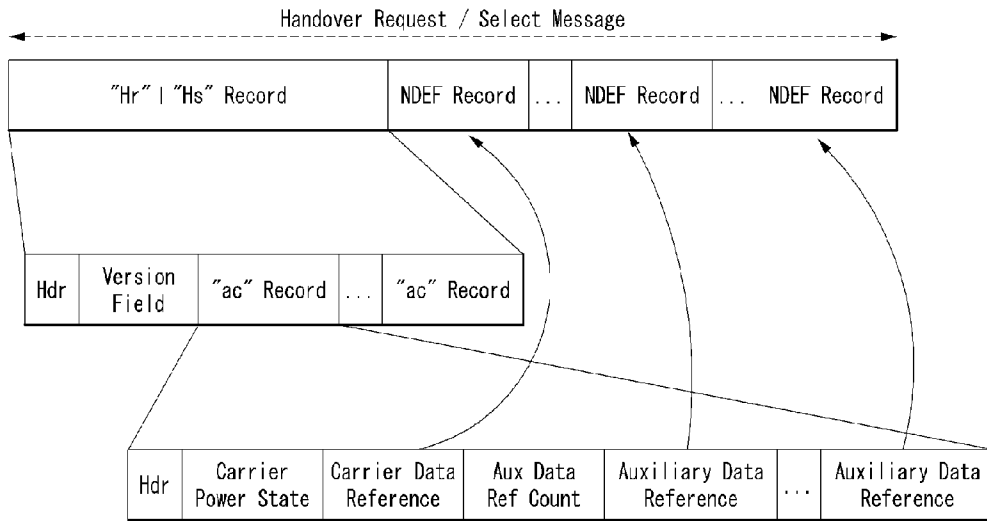 Handover Request / Select Message
"Hr" | "Hs" Record NDEF Record ... NDEF Record ... NDEF Record
Hdr Version Field "ac" Record ... "ac" Record
Hdr Carrier Power State Carrier Data Reference Aux Data Ref Count Auxiliary Data Reference ... Auxiliary Data Reference